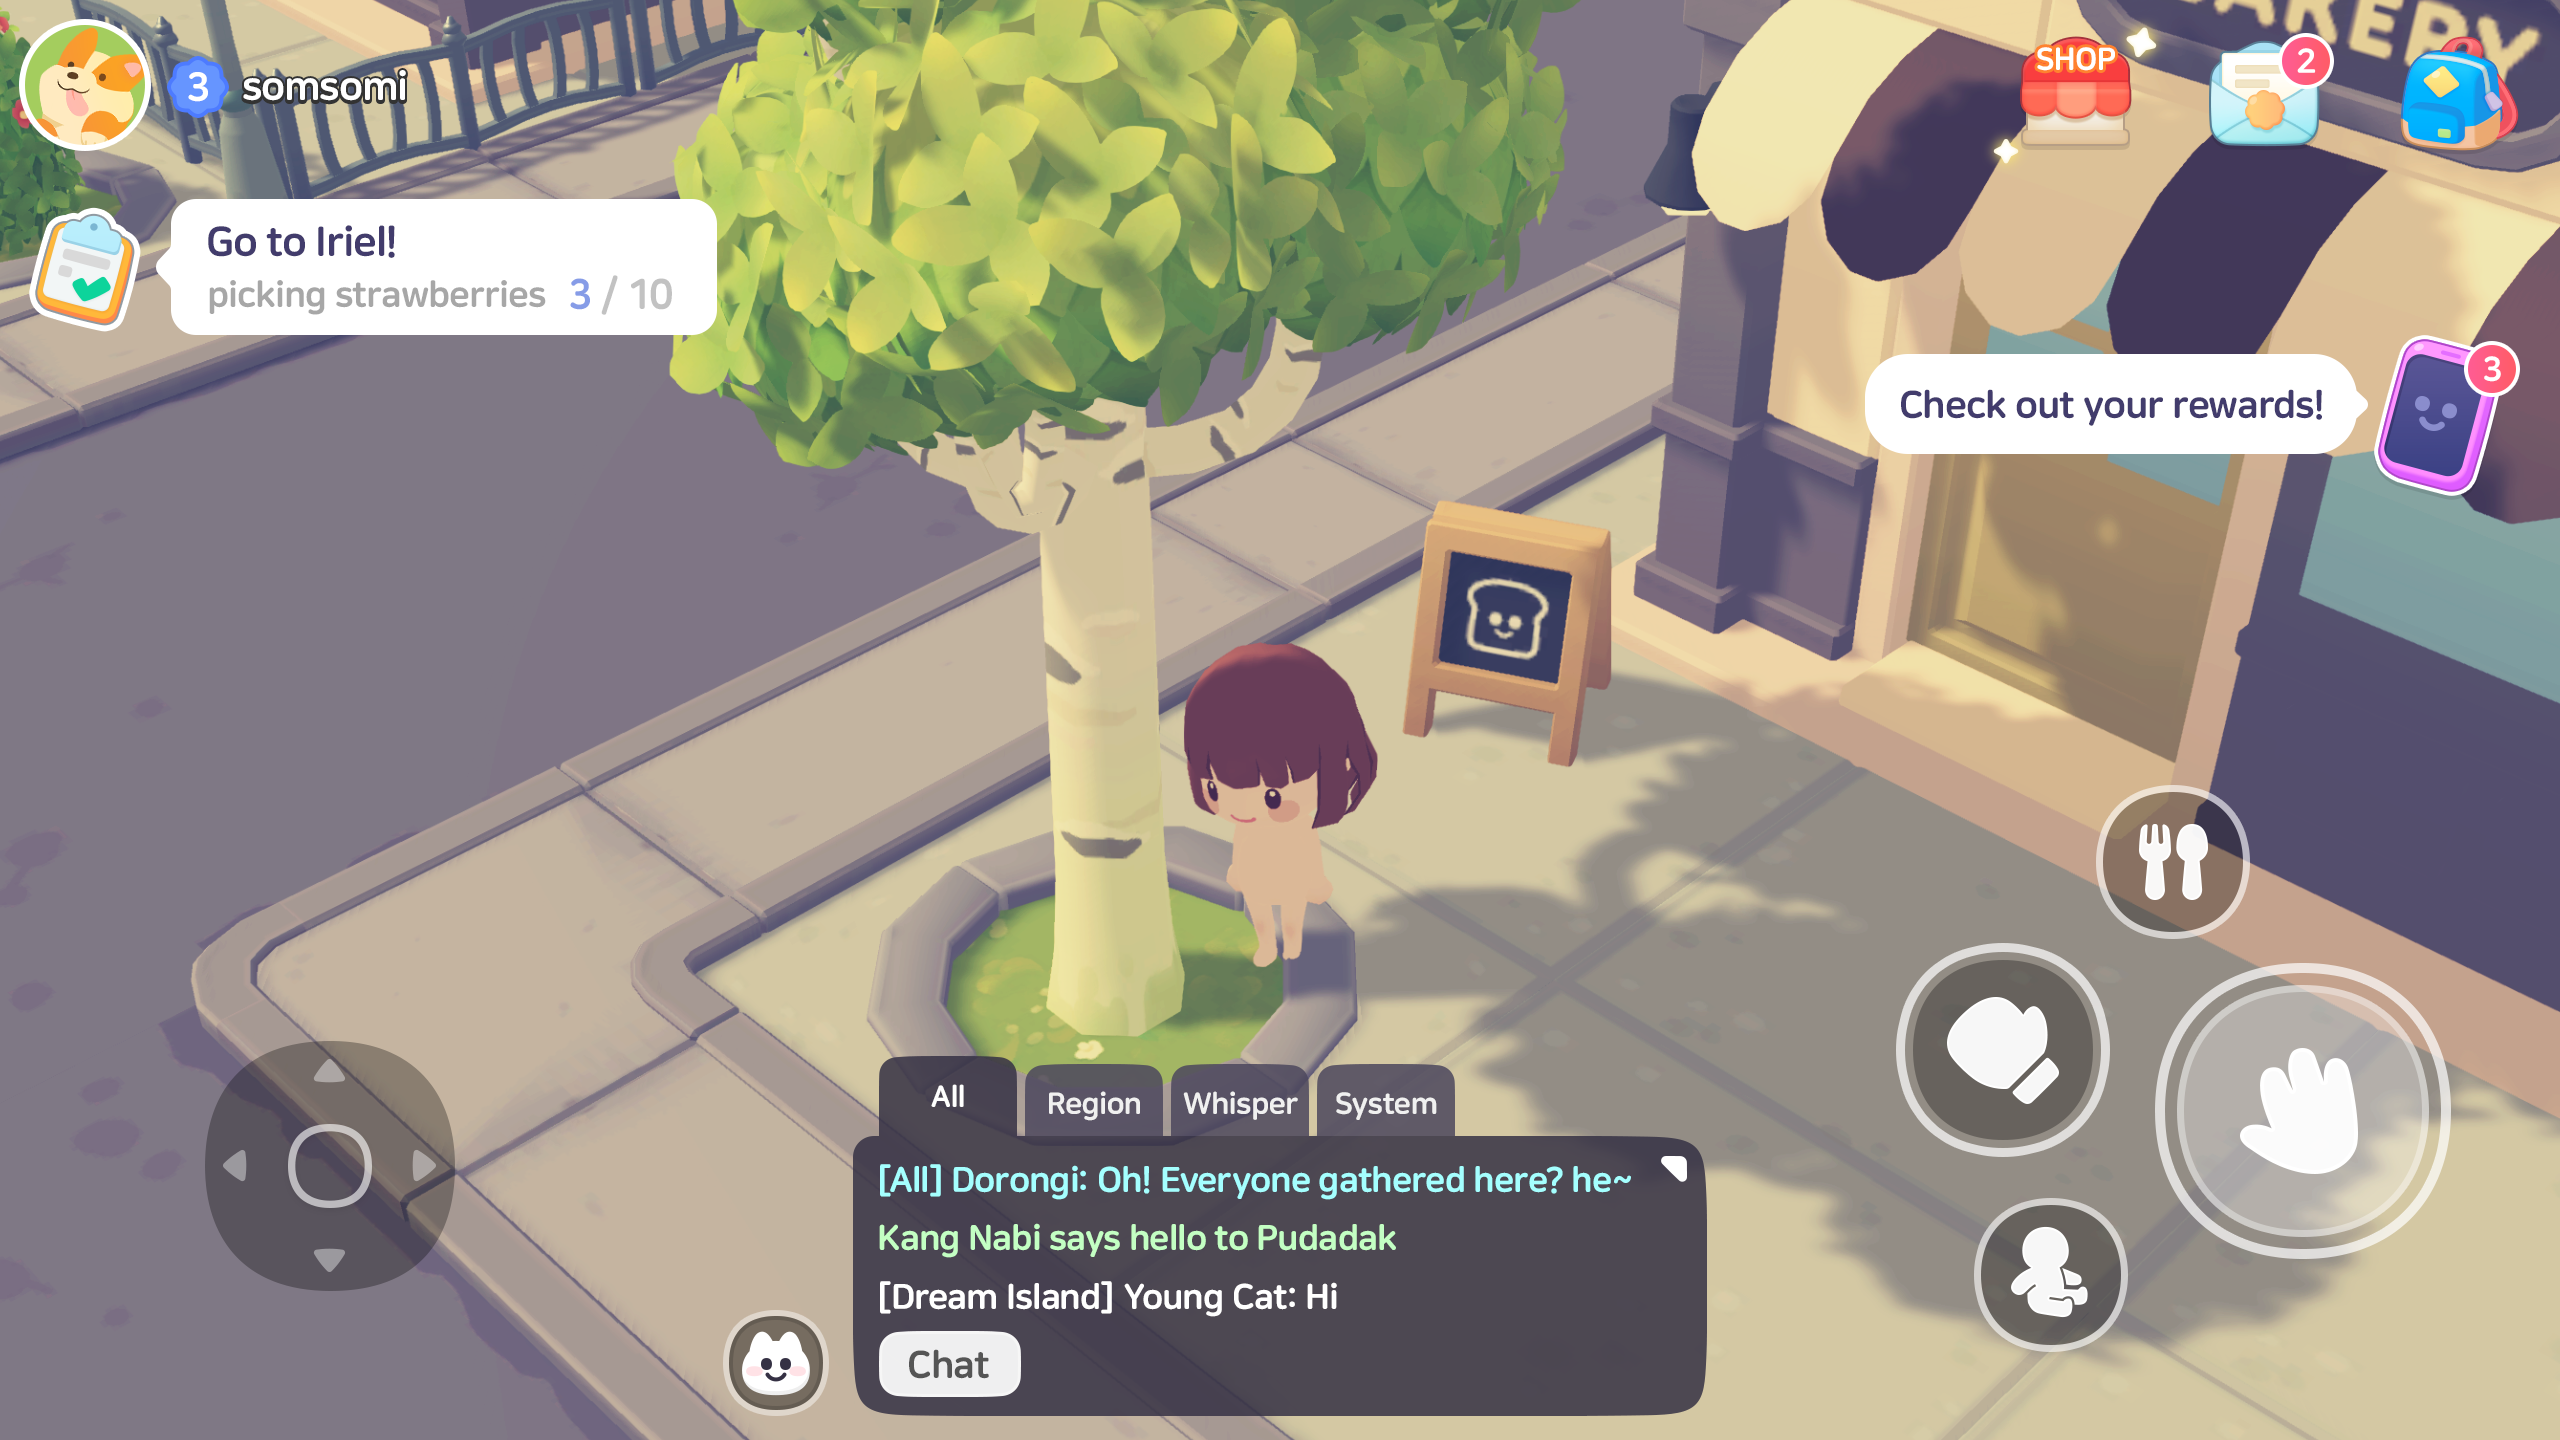 BAKERY
SHOP
2
3 somsomi
Go to Iriel!
picking strawberries 3 / 10
3
Check out your rewards!
All Region Whisper System
[All] Dorongi: Oh! Everyone gathered here? he~
Kang Nabi says hello to Pudadak
[Dream Island] Young Cat: Hi
Chat